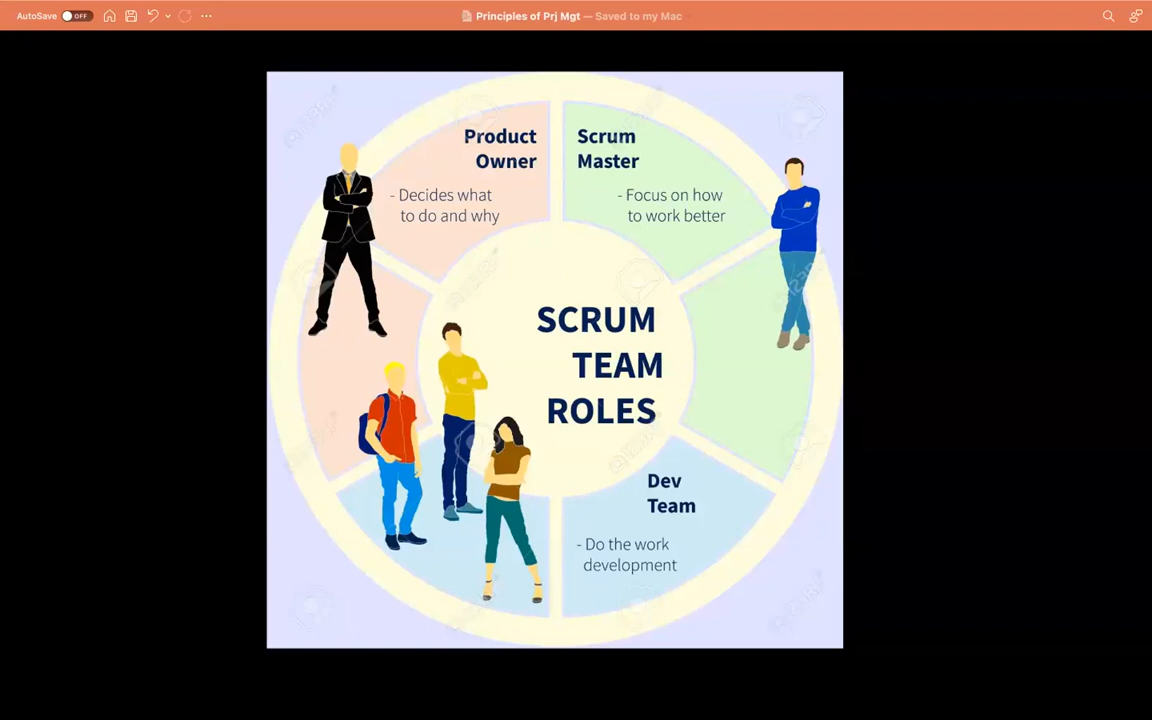 AutoSave OFF
Principles of Prj Mgt — Saved to my Mac
Product
Owner
- Decides what
to do and why
Scrum
Master
- Focus on how
to work better
SCRUM
TEAM
ROLES
Dev
Team
- Do the work
development